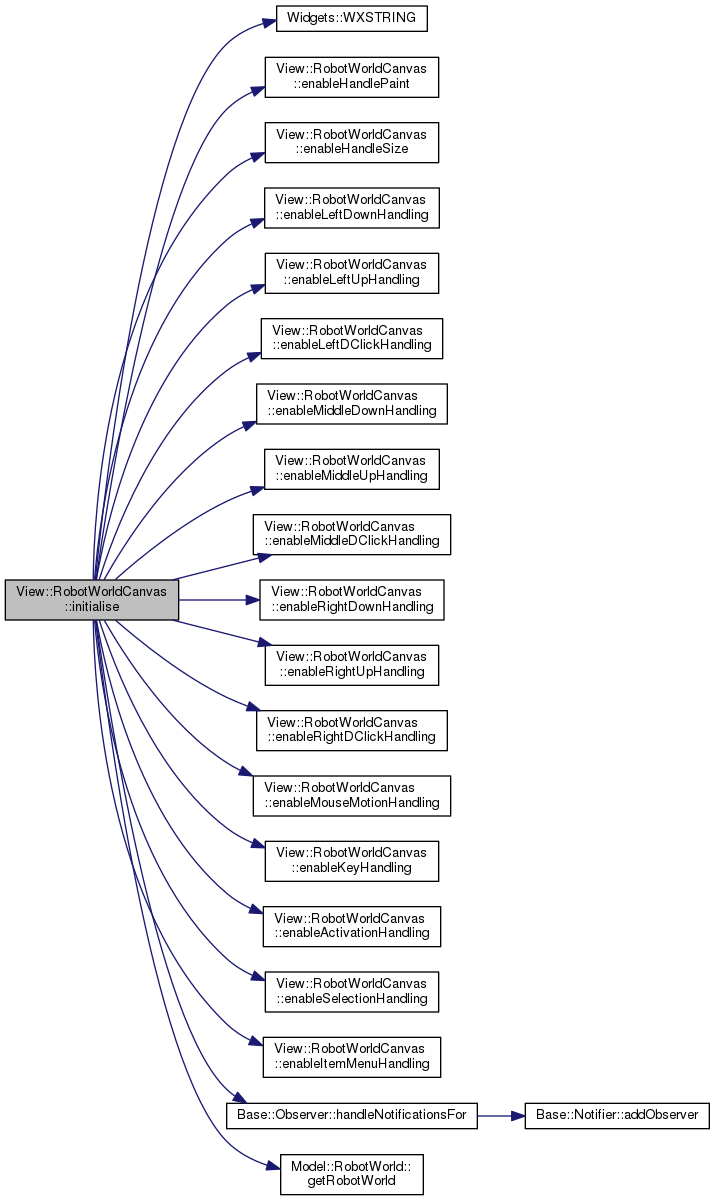 Widgets::WXSTRING
View::RobotWorldCanvas
::enableHandlePaint
View::RobotWorldCanvas
::enableHandleSize
View::RobotWorldCanvas
::enableLeftDownHandling
View::RobotWorldCanvas
::enableLeftUpHandling
View::RobotWorldCanvas
::enableLeftDClickHandling
View::RobotWorldCanvas
::enableMiddleDownHandling
View::RobotWorldCanvas
::enableMiddleUpHandling
View::RobotWorldCanvas
::enableMiddleDClickHandling
View::RobotWorldCanvas
::initialise
View::RobotWorldCanvas
::enableRightDownHandling
View::RobotWorldCanvas
::enableRightUpHandling
View::RobotWorldCanvas
::enableRightDClickHandling
View::RobotWorldCanvas
::enableMouseMotionHandling
View::RobotWorldCanvas
::enableKeyHandling
View::RobotWorldCanvas
::enableActivationHandling
View::RobotWorldCanvas
::enableSelectionHandling
View::RobotWorldCanvas
::enableItemMenuHandling
Base::Observer::handleNotificationsFor
Base::Notifier::addObserver
Model::RobotWorld::
getRobotWorld